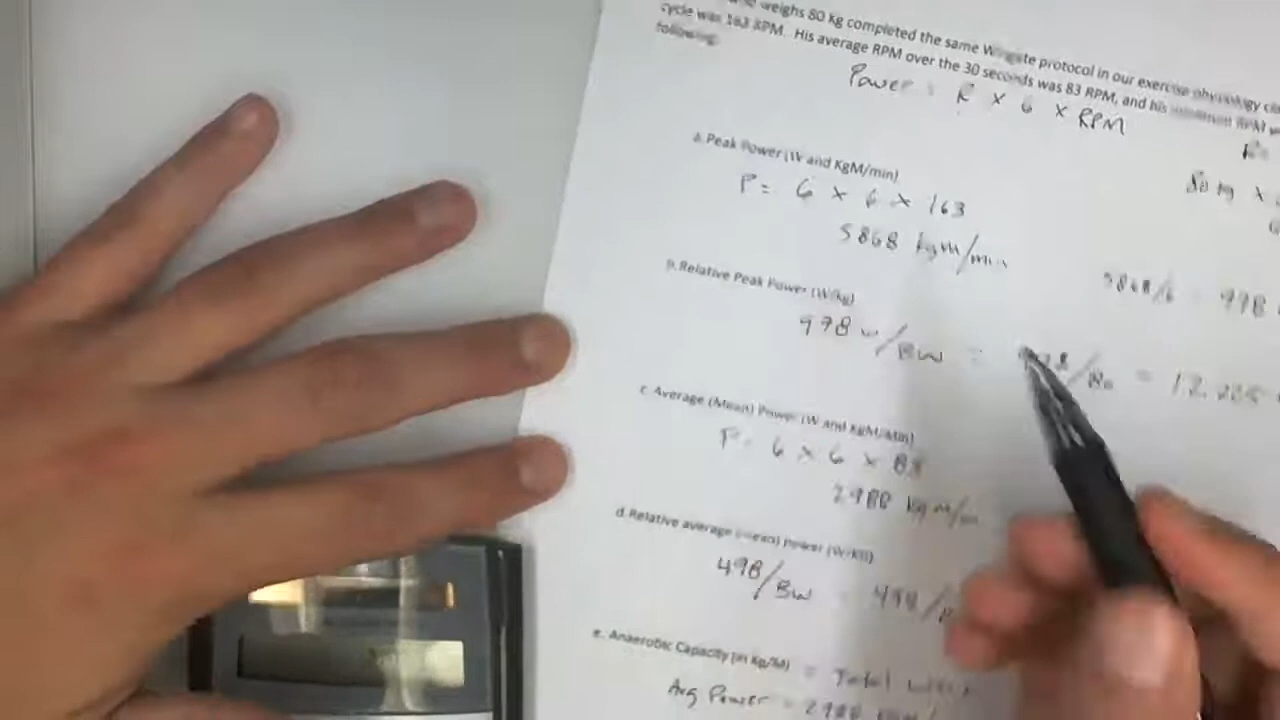 weighs 80 Kg completed the same Wingate protocol in our exercise physiology
cycle was 163 RPM. His average RPM over the 30 seconds was 83 RPM, and his minimum RPM
following:
Power = R x 6 x RPM
a. Peak Power (W and KgM/min)
P = 6 x 6 x 163
80 kg x
5868 kgm/min
5868/6 = 978
b. Relative Peak Power (W/kg)
978 w/BW = 978/80 = 12.225
c. Average (Mean) Power (W and KgM/Min)
P = 6 x 6 x 83
2988 kgm/m
d. Relative average (mean) power (W/KG)
498/BW = 498/
e. Anaerobic Capacity (in Kg/M) = Total Work
Avg Power = 2988 kgm/